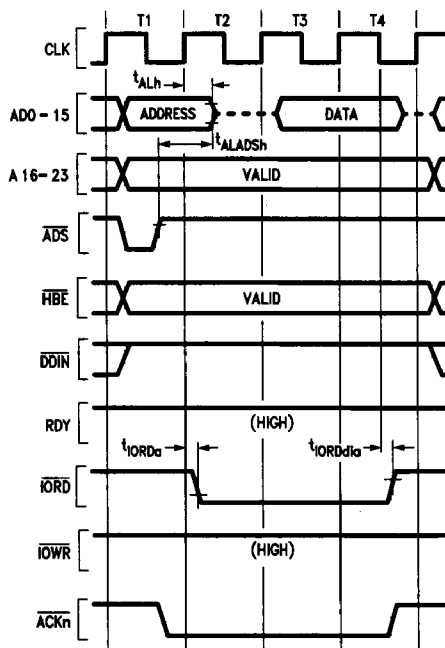 T1 T2 T3 T4
CLK
tALh
AD0-15 ADDRESS DATA
tALADSh
A16-23 VALID
ADS
HBE VALID
DDIN
RDY (HIGH)
tIORDa tIORDdia
IORD
IOWR (HIGH)
ACKn